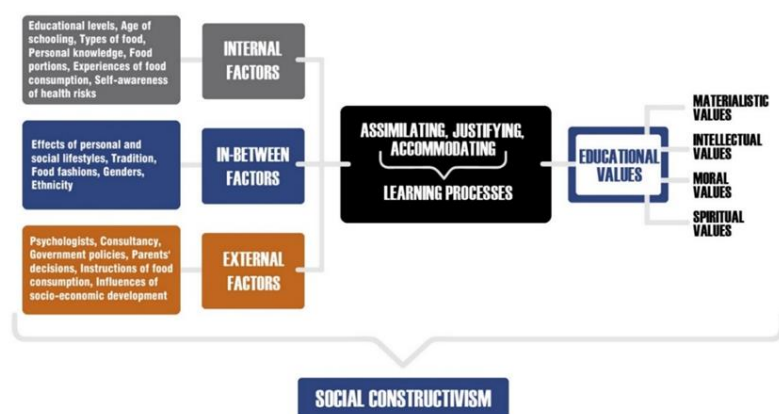 Educational levels, Age of
schooling, Types of food,
Personal knowledge, Food
portions, Experiences of food
consumption, Self-awareness
of health risks
INTERNAL
FACTORS
Effects of personal and
social lifestyles, Tradition,
Food fashions, Genders,
Ethnicity
IN-BETWEEN
FACTORS
Psychologists, Consultancy,
Government policies, Parents'
decisions, Instructions of food
consumption, Influences of
socio-economic development
EXTERNAL
FACTORS
ASSIMILATING, JUSTIFYING,
ACCOMMODATING
LEARNING PROCESSES
EDUCATIONAL
VALUES
MATERIALISTIC
VALUES
INTELLECTUAL
VALUES
MORAL
VALUES
SPIRITUAL
VALUES
SOCIAL CONSTRUCTIVISM